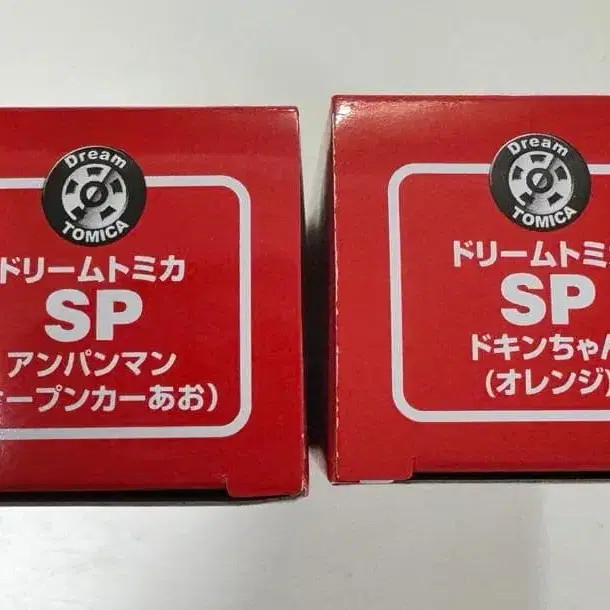 Dream
TOMICA
ドリームトミカ
SP
アンパンマン
ープンカーあお）
Dream
TOMICA
ドリームトミ
SP
ドキンちゃん
(オレンジ)